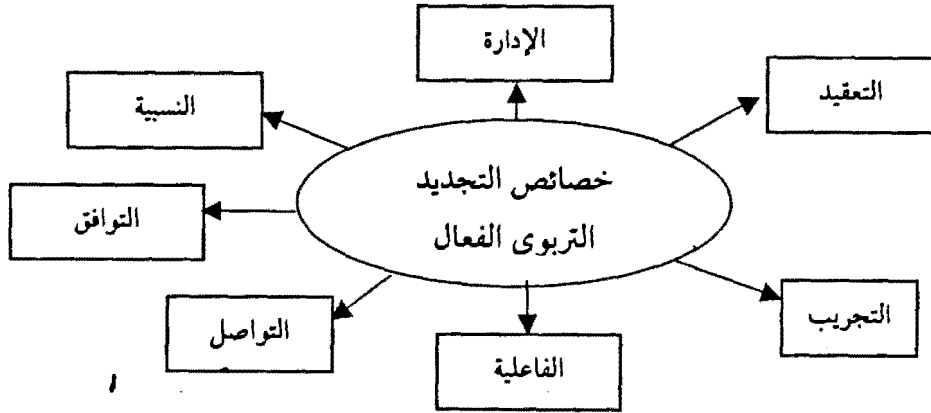 الإدارة
التعقيد
النسبية
خصائص التجديد
التربوى الفعال
التوافق
التجريب
التواصل
الفاعلية